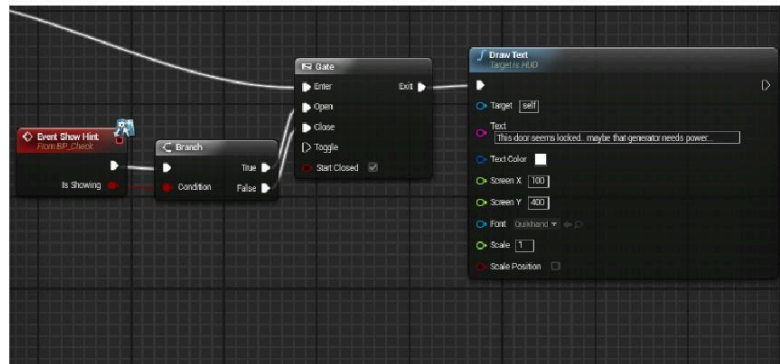 Event Show Hint
From BP_Check
Is Showing
Branch
Condition
True
False
Gate
Enter
Open
Close
Toggle
Start Closed
Exit
Draw Text
Target is HUD
Target self
Text
This door seems locked.. maybe that generator needs power...
Text Color
Screen X 100
Screen Y 400
Font Quikhand
Scale 1
Scale Position